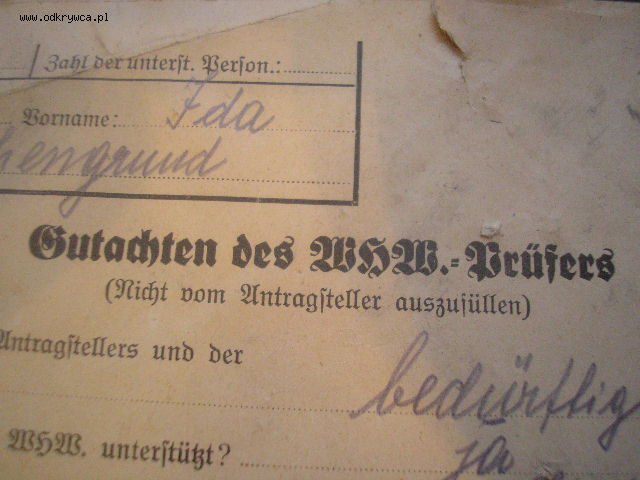 www.odkrywca.pl
Zahl der unterst. Person.:
Vorname: Ida
hengrund
Gutachten des WHW.-Prüfers
(Nicht vom Antragsteller auszufüllen)
Antragstellers und der
bedürftig
WHW. unterstützt? ja